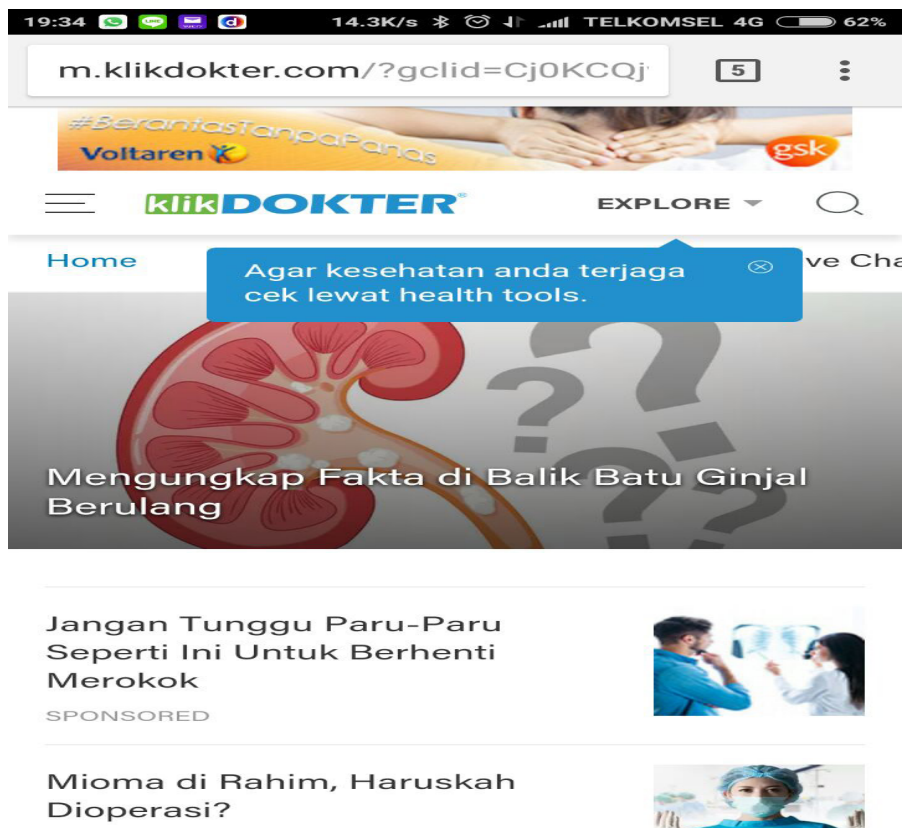 19:34 14.3K/s TELKOMSEL 4G 62%
m.klikdokter.com/?gclid=Cj0KCQj 5
#BerantasTanpaPanas
Voltaren
gsk
klikDOKTER® EXPLORE
Home ve Cha
Agar kesehatan anda terjaga
cek lewat health tools.
Mengungkap Fakta di Balik Batu Ginjal
Berulang
Jangan Tunggu Paru-Paru
Seperti Ini Untuk Berhenti
Merokok
SPONSORED
Mioma di Rahim, Haruskah
Dioperasi?